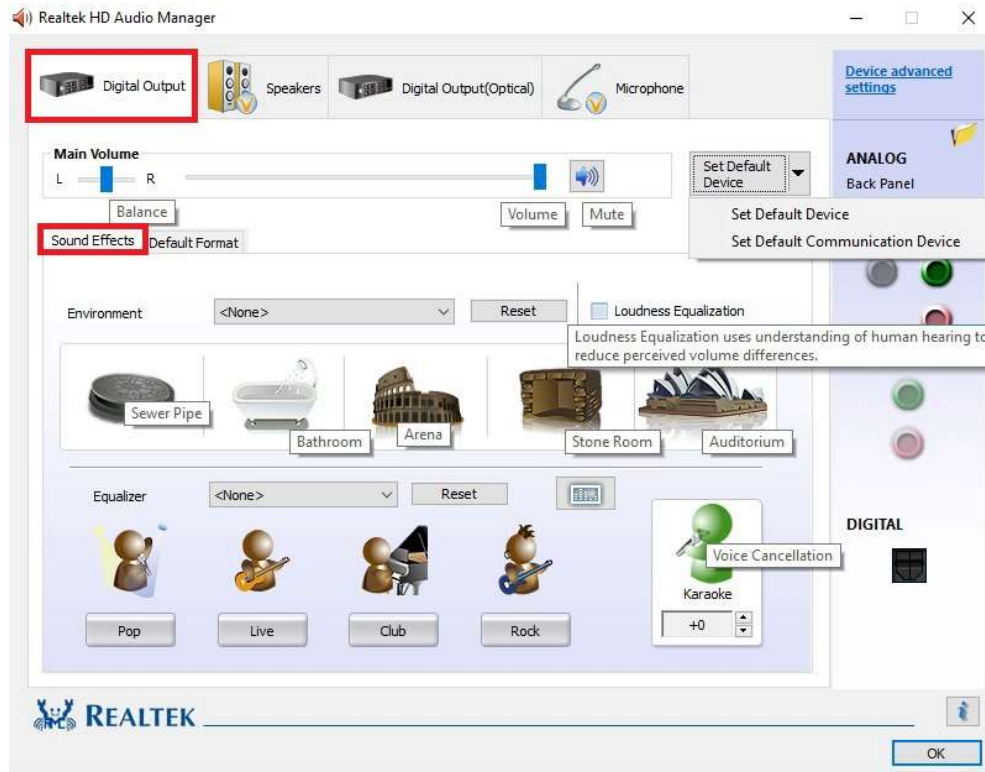 Realtek HD Audio Manager
Digital Output
Speakers
Digital Output(Optical)
Microphone
Device advanced
settings
Main Volume
L
R
Balance
Volume
Mute
Set Default
Device
Set Default Device
Set Default Communication Device
ANALOG
Back Panel
Sound Effects
Default Format
Environment
<None>
Reset
Loudness Equalization
Loudness Equalization uses understanding of human hearing to
reduce perceived volume differences.
Sewer Pipe
Bathroom
Arena
Stone Room
Auditorium
Equalizer
<None>
Reset
Voice Cancellation
Karaoke
+0
Pop
Live
Club
Rock
DIGITAL
REALTEK
i
OK